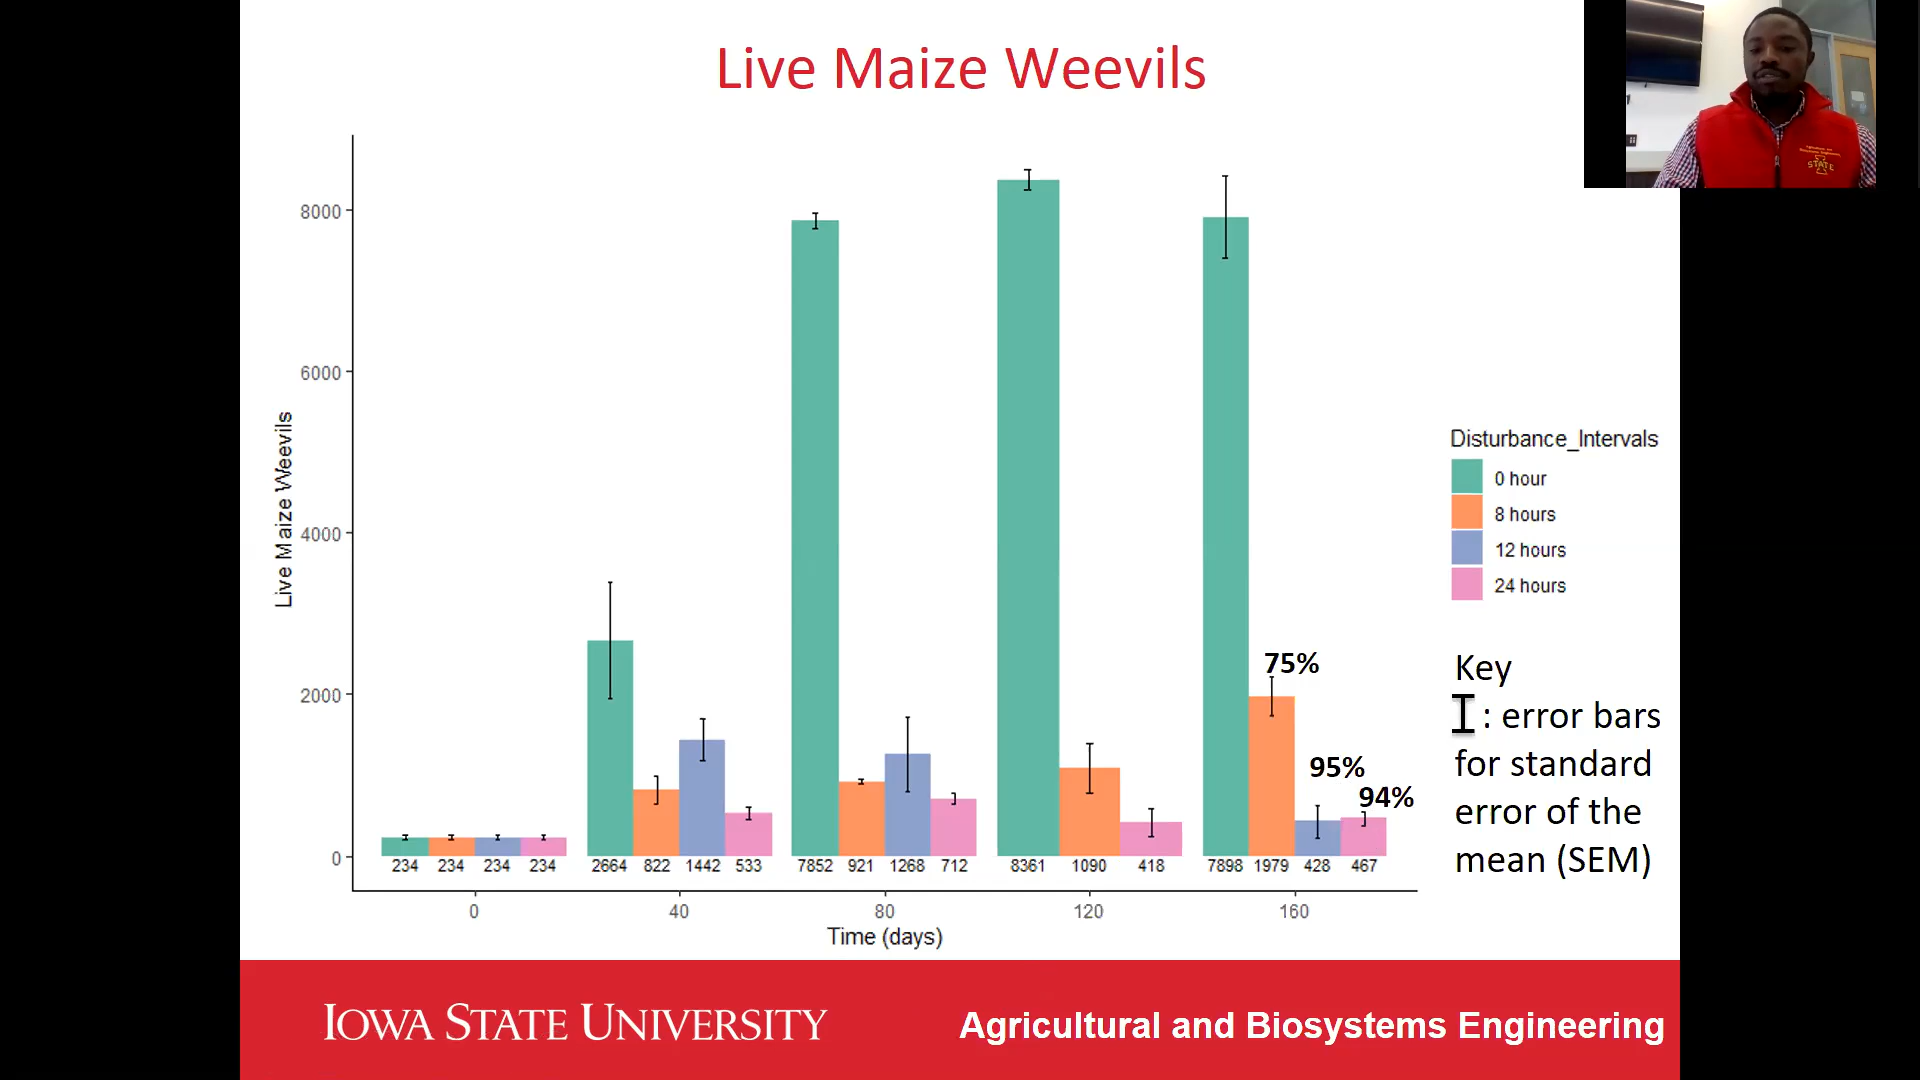 Live Maize Weevils
STATE
8000
6000
4000
2000
0
Live Maize Weevils
75%
95%
94%
234 234 234 234 2664 822 1442 533 7852 921 1268 712 8361 1090 418 7898 1979 428 467
0 40 80 120 160
Time (days)
Disturbance_Intervals
0 hour
8 hours
12 hours
24 hours
Key
: error bars
for standard
error of the
mean (SEM)
IOWA STATE UNIVERSITY
Agricultural and Biosystems Engineering